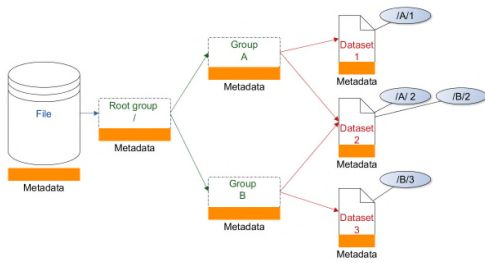 File
Metadata
Root group
/
Metadata
Group
A
Metadata
Group
B
Metadata
Dataset
1
Metadata
/A/1
Dataset
2
Metadata
/A/ 2
/B/2
Dataset
3
Metadata
/B/3